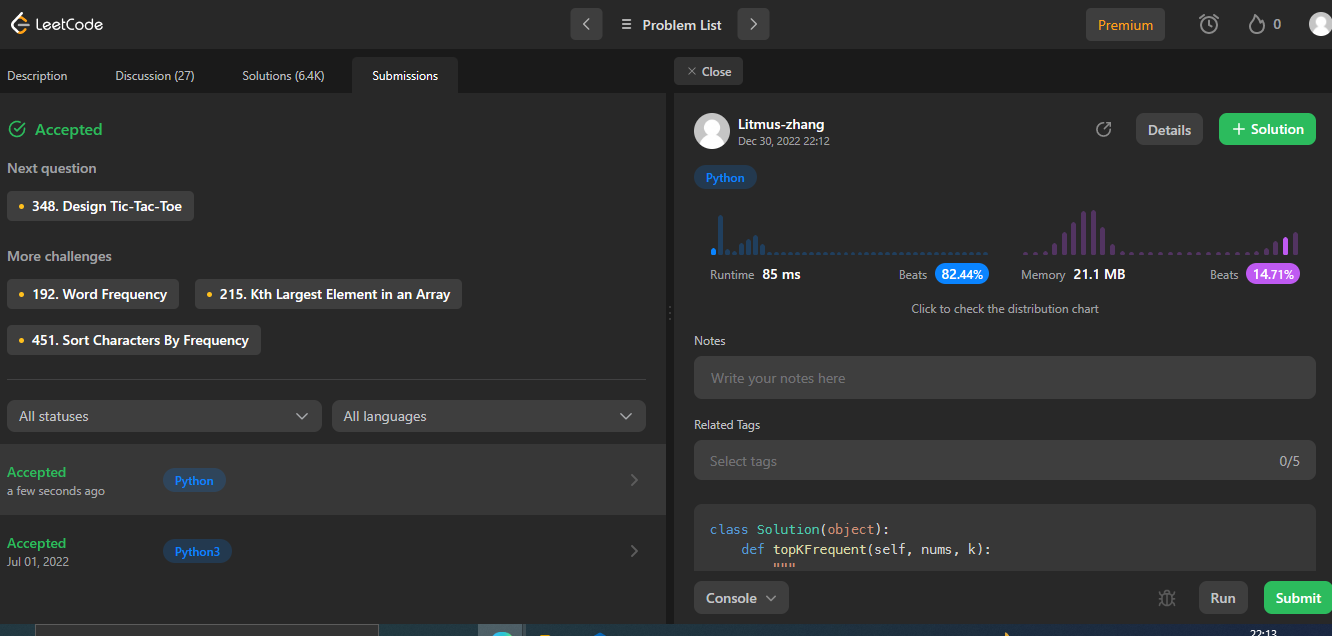 LeetCode
Problem List
Premium
0
Description
Discussion (27)
Solutions (6.4K)
Submissions
Accepted
Next question
348. Design Tic-Tac-Toe
More challenges
192. Word Frequency
215. Kth Largest Element in an Array
451. Sort Characters By Frequency
All statuses
All languages
Accepted
a few seconds ago
Python
Accepted
Jul 01, 2022
Python3
Close
Litmus-zhang
Dec 30, 2022 22:12
Details
+ Solution
Python
Runtime 85 ms
Beats 82.44%
Memory 21.1 MB
Beats 14.71%
Click to check the distribution chart
Notes
Write your notes here
Related Tags
Select tags
0/5
class Solution(object):
    def topKFrequent(self, nums, k):
        """
Console
Run
Submit
22:13